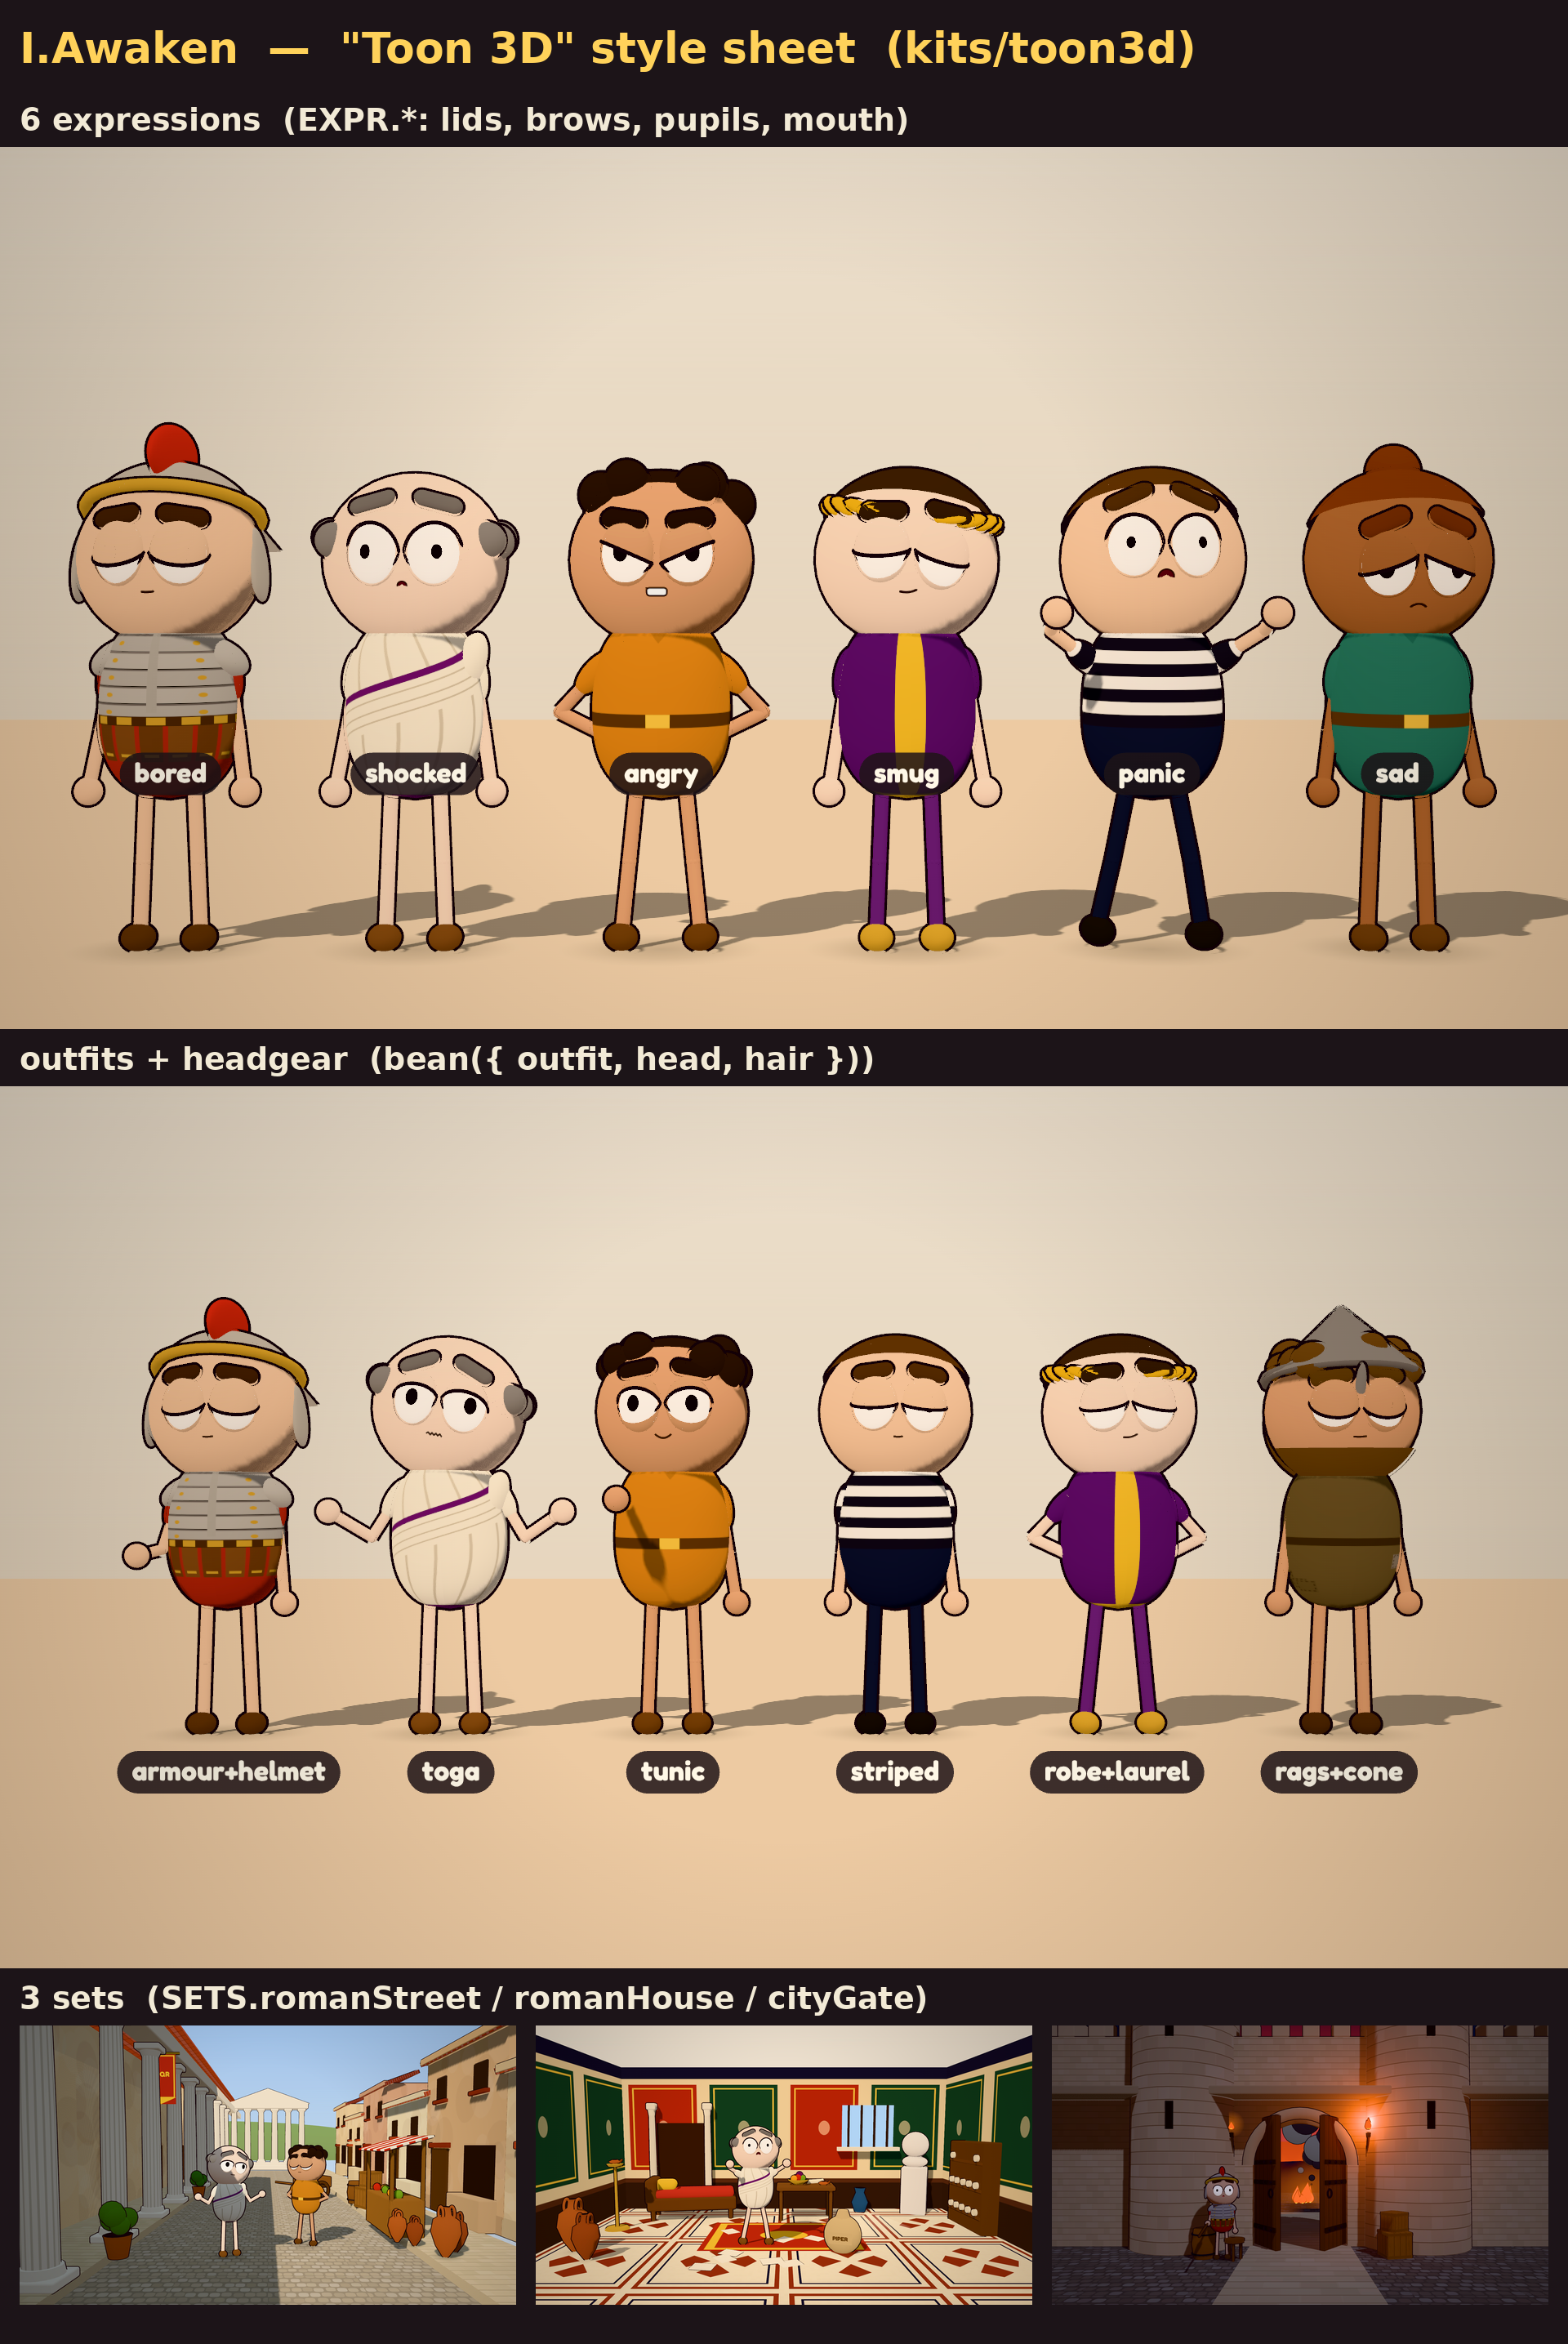 I.Awaken — "Toon 3D" style sheet (kits/toon3d)
6 expressions (EXPR.*: lids, brows, pupils, mouth)
bored shocked angry smug panic sad
outfits + headgear (bean({ outfit, head, hair }))
armour+helmet toga tunic striped robe+laurel rags+cone
3 sets (SETS.romanStreet / romanHouse / cityGate)
QR
PIPER